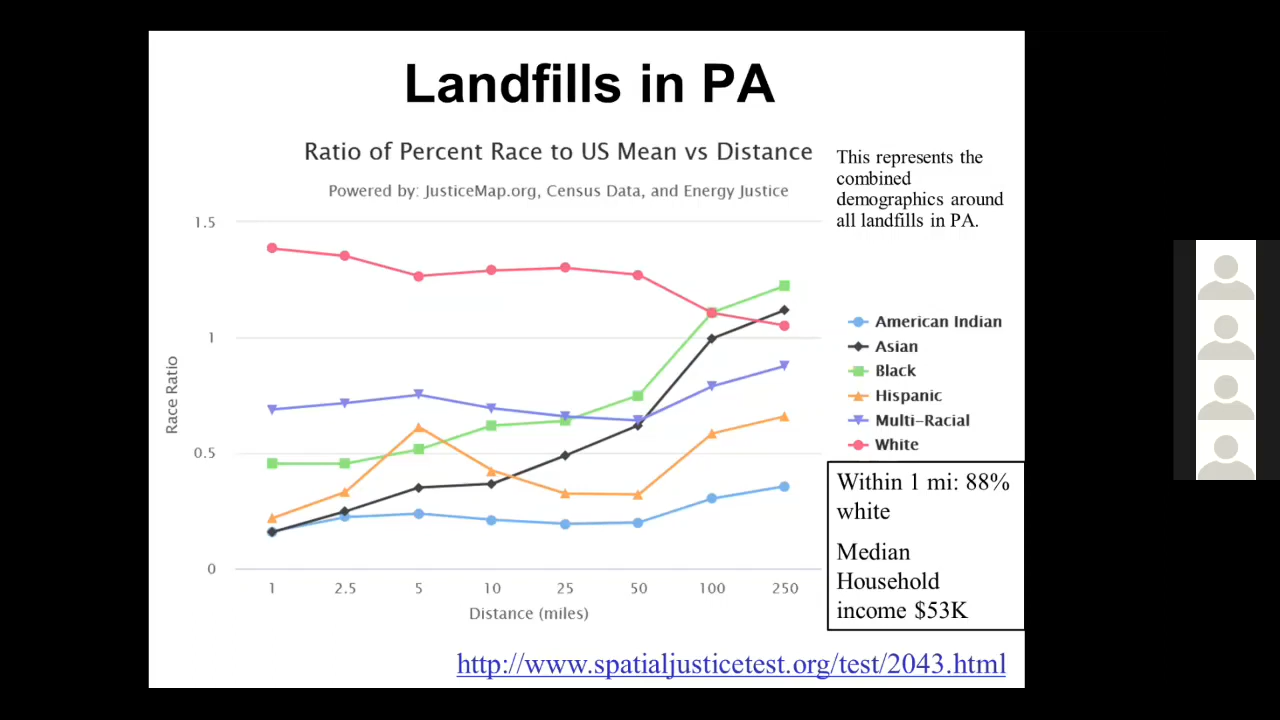 Landfills in PA
Ratio of Percent Race to US Mean vs Distance
Powered by: JusticeMap.org, Census Data, and Energy Justice
This represents the
combined
demographics around
all landfills in PA.
1.5
1
0.5
0
Race Ratio
1 2.5 5 10 25 50 100 250
Distance (miles)
American Indian
Asian
Black
Hispanic
Multi-Racial
White
Within 1 mi: 88%
white
Median
Household
income $53K
http://www.spatialjusticetest.org/test/2043.html